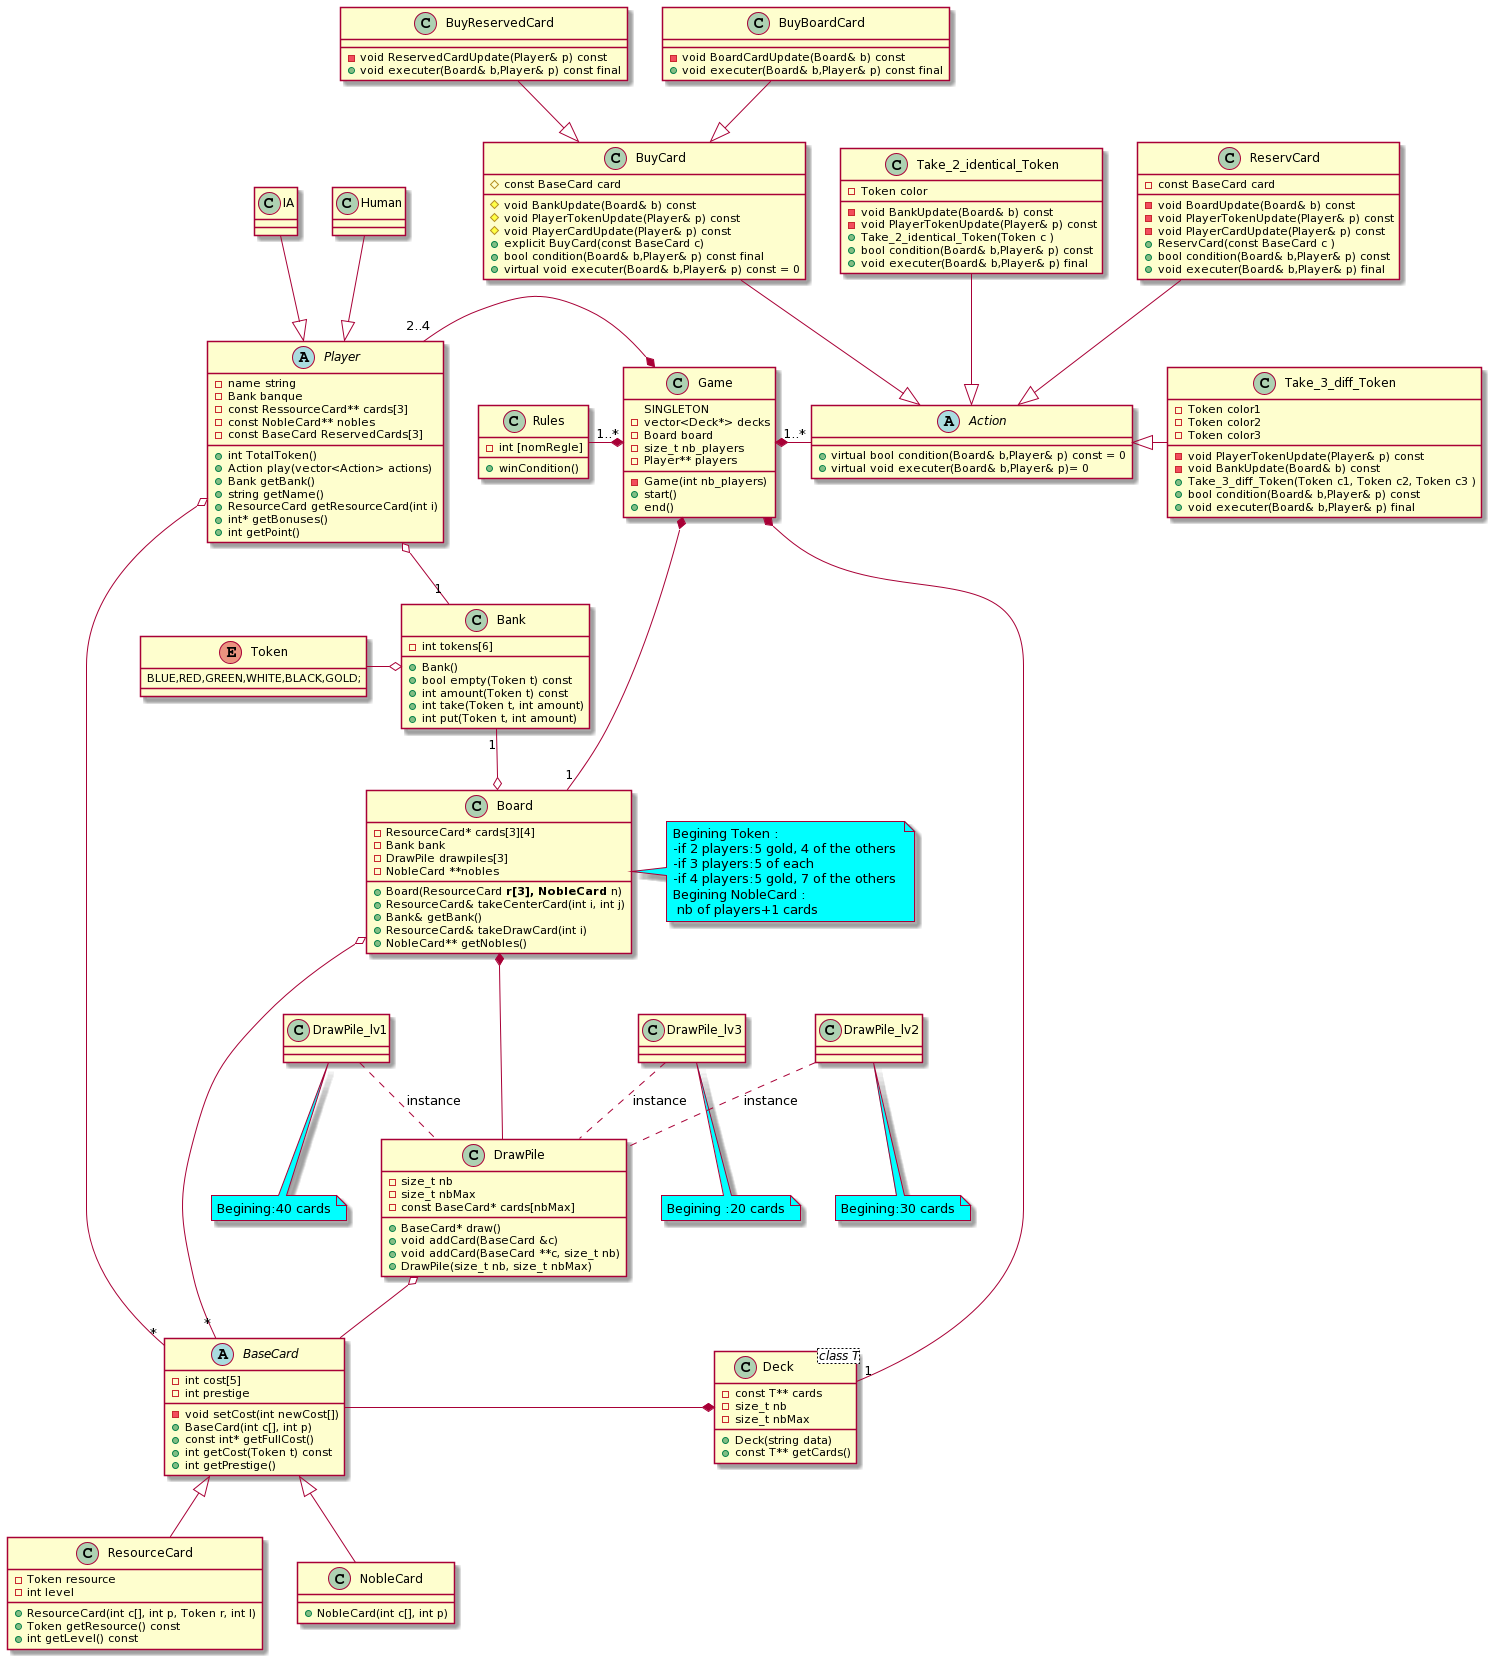 C BuyReservedCard
void ReservedCardUpdate(Player& p) const
void executer(Board& b,Player& p) const final
C BuyBoardCard
void BoardCardUpdate(Board& b) const
void executer(Board& b,Player& p) const final
C BuyCard
const BaseCard card
void BankUpdate(Board& b) const
void PlayerTokenUpdate(Player& p) const
void PlayerCardUpdate(Player& p) const
explicit BuyCard(const BaseCard c)
bool condition(Board& b,Player& p) const final
virtual void executer(Board& b,Player& p) const = 0
C Take_2_identical_Token
Token color
void BankUpdate(Board& b) const
void PlayerTokenUpdate(Player& p) const
Take_2_identical_Token(Token c )
bool condition(Board& b,Player& p) const
void executer(Board& b,Player& p) final
C ReservCard
const BaseCard card
void BoardUpdate(Board& b) const
void PlayerTokenUpdate(Player& p) const
void PlayerCardUpdate(Player& p) const
ReservCard(const BaseCard c )
bool condition(Board& b,Player& p) const
void executer(Board& b,Player& p) final
C IA
C Human
2..4
A Player
name string
Bank banque
const RessourceCard** cards[3]
const NobleCard** nobles
const BaseCard ReservedCards[3]
int TotalToken()
Action play(vector<Action> actions)
Bank getBank()
string getName()
ResourceCard getResourceCard(int i)
int* getBonuses()
int getPoint()
C Rules
int [nomRegle]
winCondition()
1..*
C Game
SINGLETON
vector<Deck*> decks
Board board
size_t nb_players
Player** players
Game(int nb_players)
start()
end()
1..*
A Action
virtual bool condition(Board& b,Player& p) const = 0
virtual void executer(Board& b,Player& p)= 0
C Take_3_diff_Token
Token color1
Token color2
Token color3
void PlayerTokenUpdate(Player& p) const
void BankUpdate(Board& b) const
Take_3_diff_Token(Token c1, Token c2, Token c3 )
bool condition(Board& b,Player& p) const
void executer(Board& b,Player& p) final
1
C Bank
int tokens[6]
Bank()
bool empty(Token t) const
int amount(Token t) const
int take(Token t, int amount)
int put(Token t, int amount)
E Token
BLUE,RED,GREEN,WHITE,BLACK,GOLD;
1
1
C Board
ResourceCard* cards[3][4]
Bank bank
DrawPile drawpiles[3]
NobleCard **nobles
Board(ResourceCard r[3], NobleCard n)
ResourceCard& takeCenterCard(int i, int j)
Bank& getBank()
ResourceCard& takeDrawCard(int i)
NobleCard** getNobles()
Begining Token :
-if 2 players:5 gold, 4 of the others
-if 3 players:5 of each
-if 4 players:5 gold, 7 of the others
Begining NobleCard :
nb of players+1 cards
C DrawPile_lv1
C DrawPile_lv3
C DrawPile_lv2
instance
instance
instance
C DrawPile
size_t nb
size_t nbMax
const BaseCard* cards[nbMax]
BaseCard* draw()
void addCard(BaseCard &c)
void addCard(BaseCard **c, size_t nb)
DrawPile(size_t nb, size_t nbMax)
Begining:40 cards
Begining :20 cards
Begining:30 cards
*
*
A BaseCard
int cost[5]
int prestige
void setCost(int newCost[])
BaseCard(int c[], int p)
const int* getFullCost()
int getCost(Token t) const
int getPrestige()
C Deck
class T
1
const T** cards
size_t nb
size_t nbMax
Deck(string data)
const T** getCards()
C ResourceCard
Token resource
int level
ResourceCard(int c[], int p, Token r, int l)
Token getResource() const
int getLevel() const
C NobleCard
NobleCard(int c[], int p)